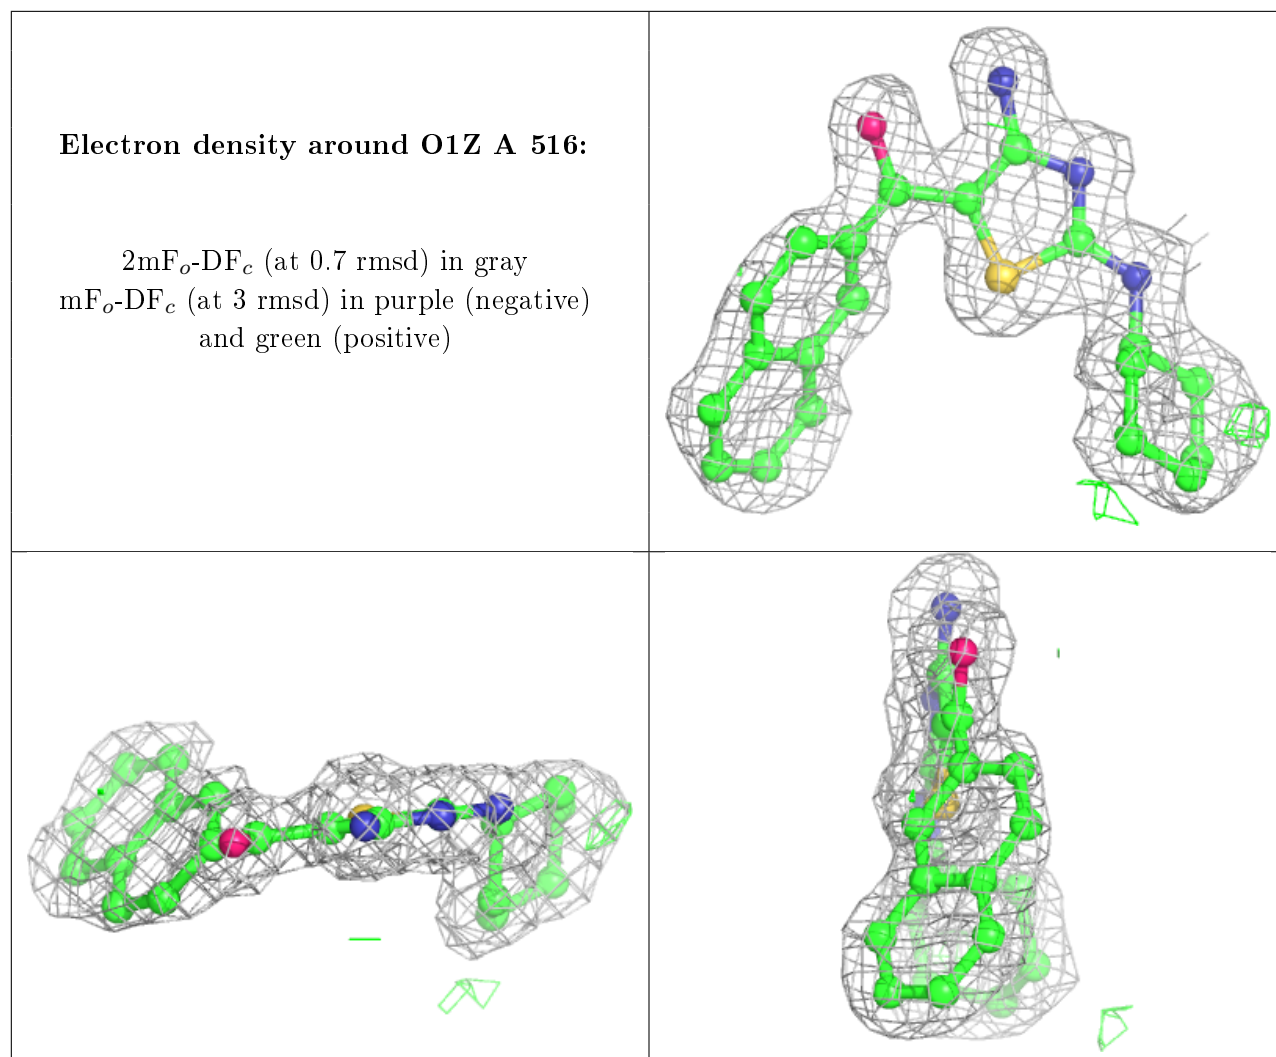 Electron density around O1Z A 516:
2mFo-DFc (at 0.7 rmsd) in gray
mFo-DFc (at 3 rmsd) in purple (negative)
and green (positive)